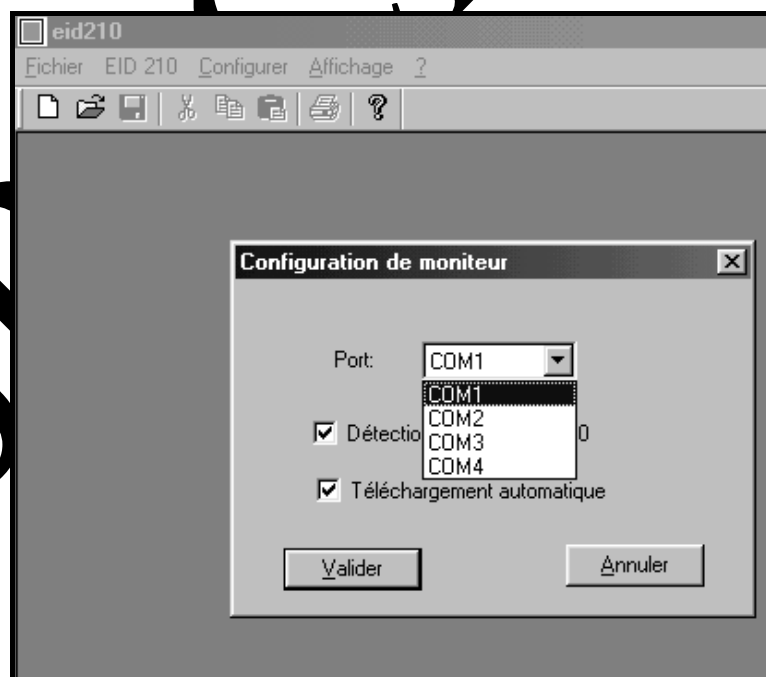 eid210
Fichier EID 210 Configurer Affichage ?
Configuration de moniteur
Port: COM1
COM1
COM2
COM3
COM4
Détectio 0
Téléchargement automatique
Valider Annuler